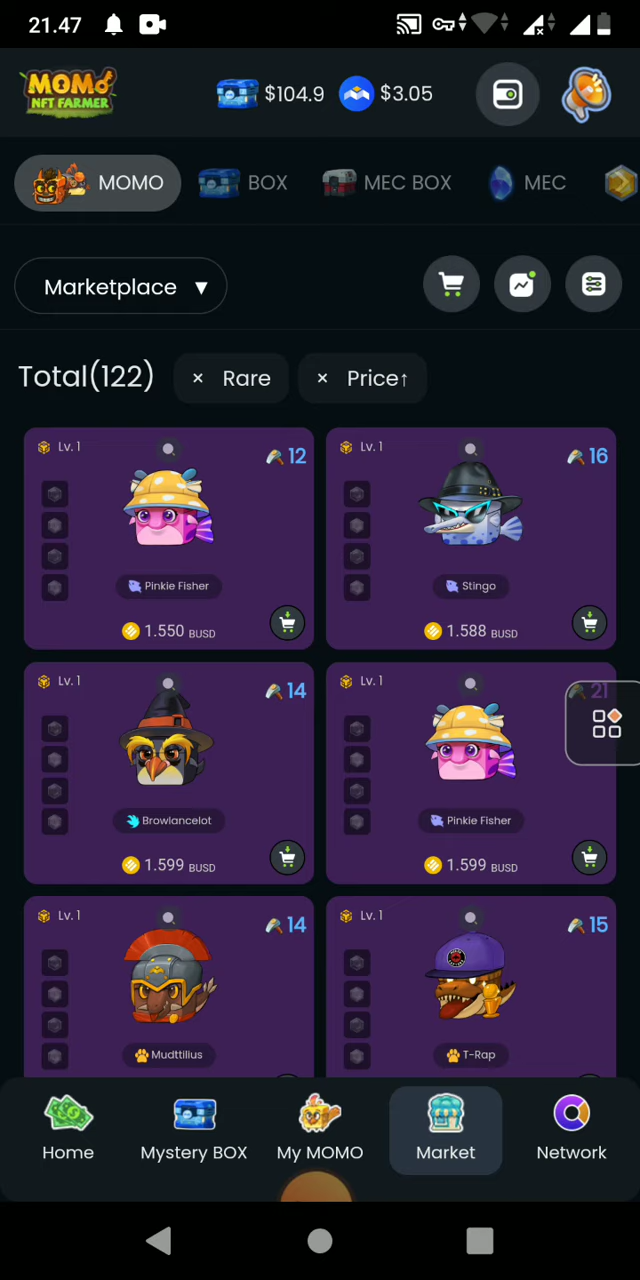 21.47
MOMO
NFT FARMER
$104.9
$3.05
MOMO
BOX
MEC BOX
MEC
Marketplace ▼
Total(122)
× Rare
× Price↑
Lv. 1
12
Pinkie Fisher
1.550 BUSD
Lv. 1
16
Stingo
1.588 BUSD
Lv. 1
14
Browlancelot
1.599 BUSD
Lv. 1
21
Pinkie Fisher
1.599 BUSD
Lv. 1
14
Mudttilius
Lv. 1
15
T-Rap
Home
Mystery BOX
My MOMO
Market
Network